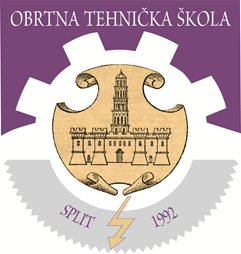 OBRTNA TEHNIČKA ŠKOLA
SPLIT 1992